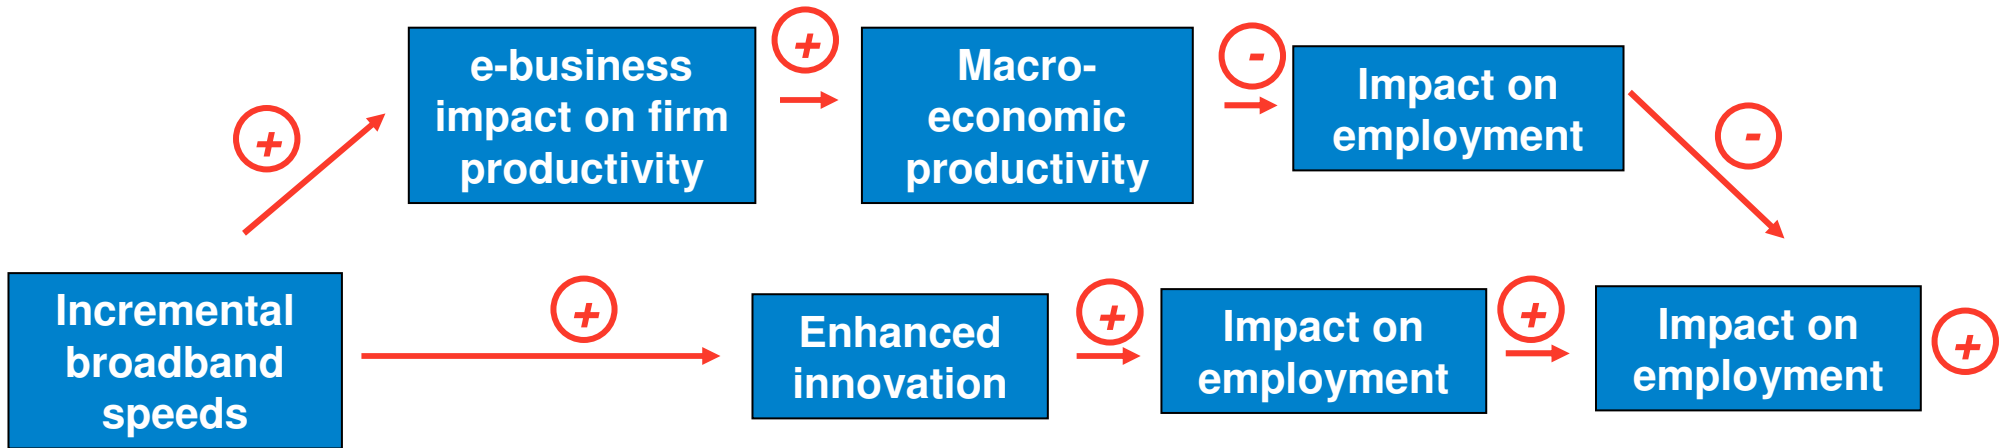 +
e-business
impact on firm
productivity
+
Macro-
economic
productivity
-
Impact on
employment
-
Incremental
broadband
speeds
+
Enhanced
innovation
+
Impact on
employment
+
Impact on
employment
+